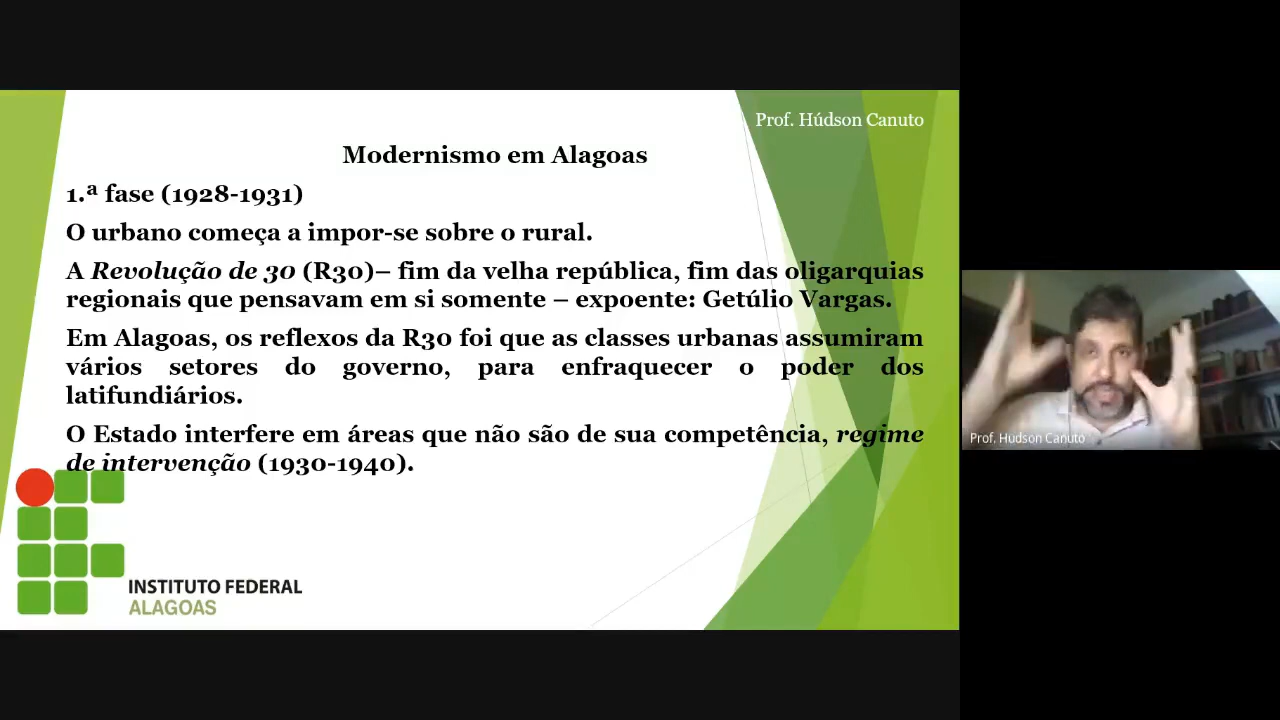 Prof. Húdson Canuto
Modernismo em Alagoas
1.ª fase (1928-1931)
O urbano começa a impor-se sobre o rural.
A Revolução de 30 (R30)– fim da velha república, fim das oligarquias
regionais que pensavam em si somente – expoente: Getúlio Vargas.
Em Alagoas, os reflexos da R30 foi que as classes urbanas assumiram
vários setores do governo, para enfraquecer o poder dos
latifundiários.
O Estado interfere em áreas que não são de sua competência, regime
de intervenção (1930-1940).
INSTITUTO FEDERAL
ALAGOAS
Prof. Hudson Canuto